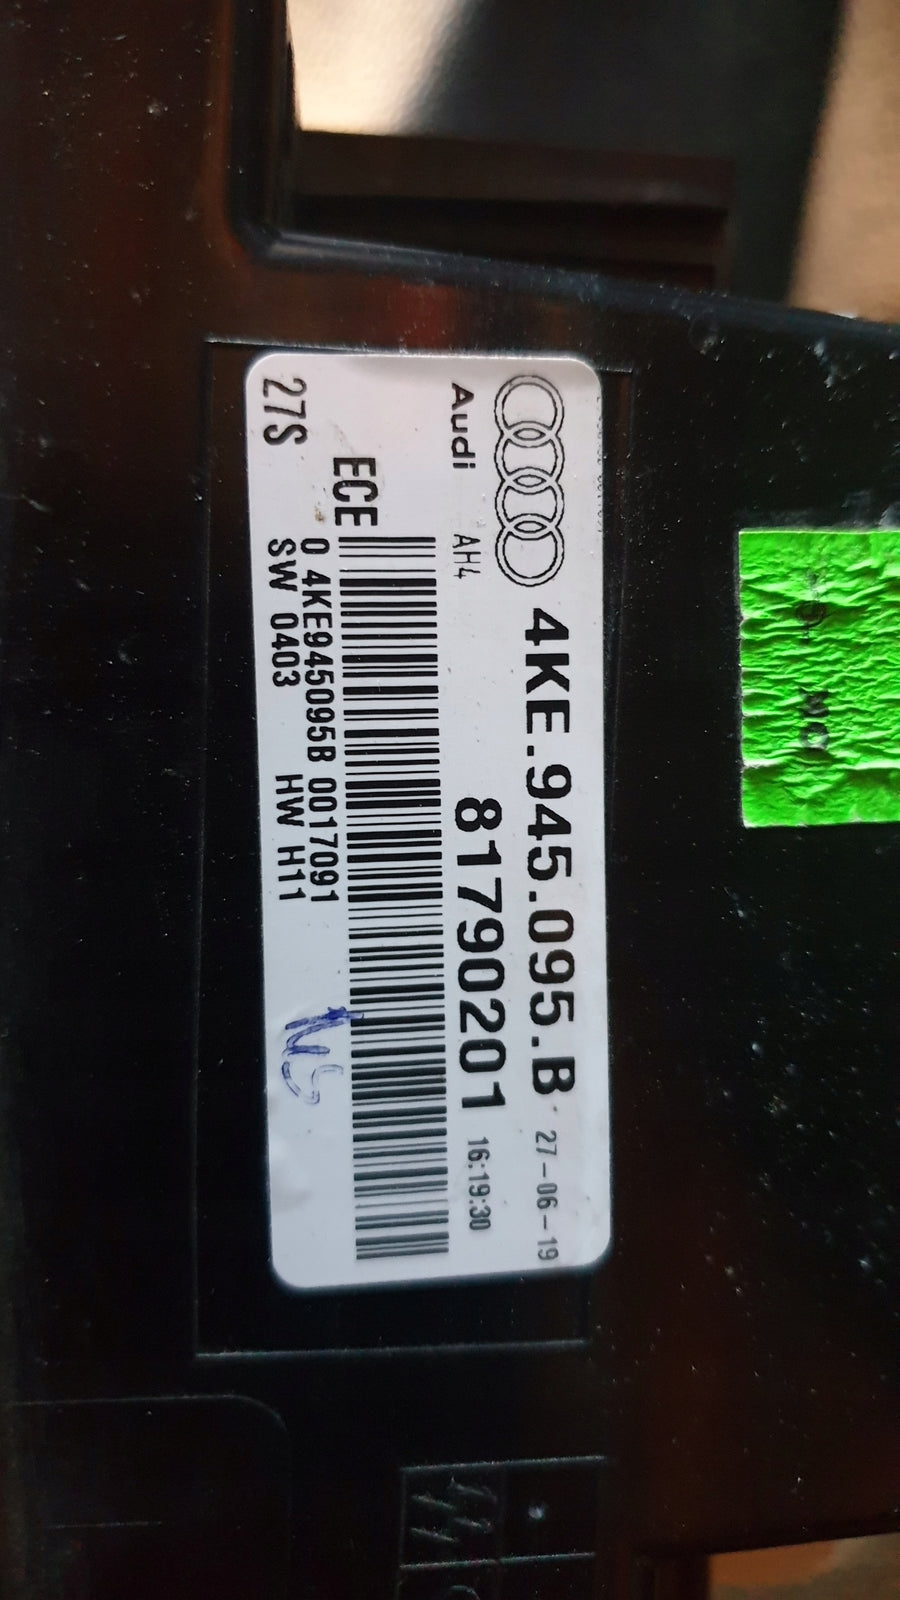 4KE.945.095.B 27-06-19
Audi AH4 81790201 16:19:30
ECE
0 4KE945095B 0017091
27S SW 0403 HW H11